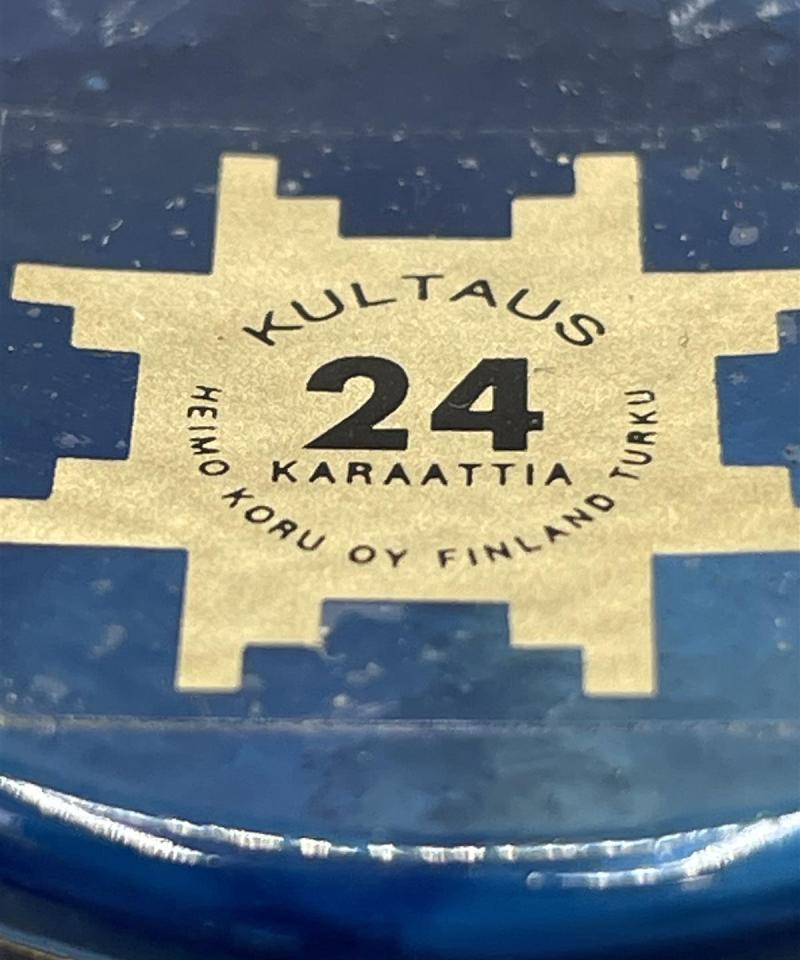 KULTAUS
24
KARAATTIA
HEIMO KORU OY FINLAND TURKU